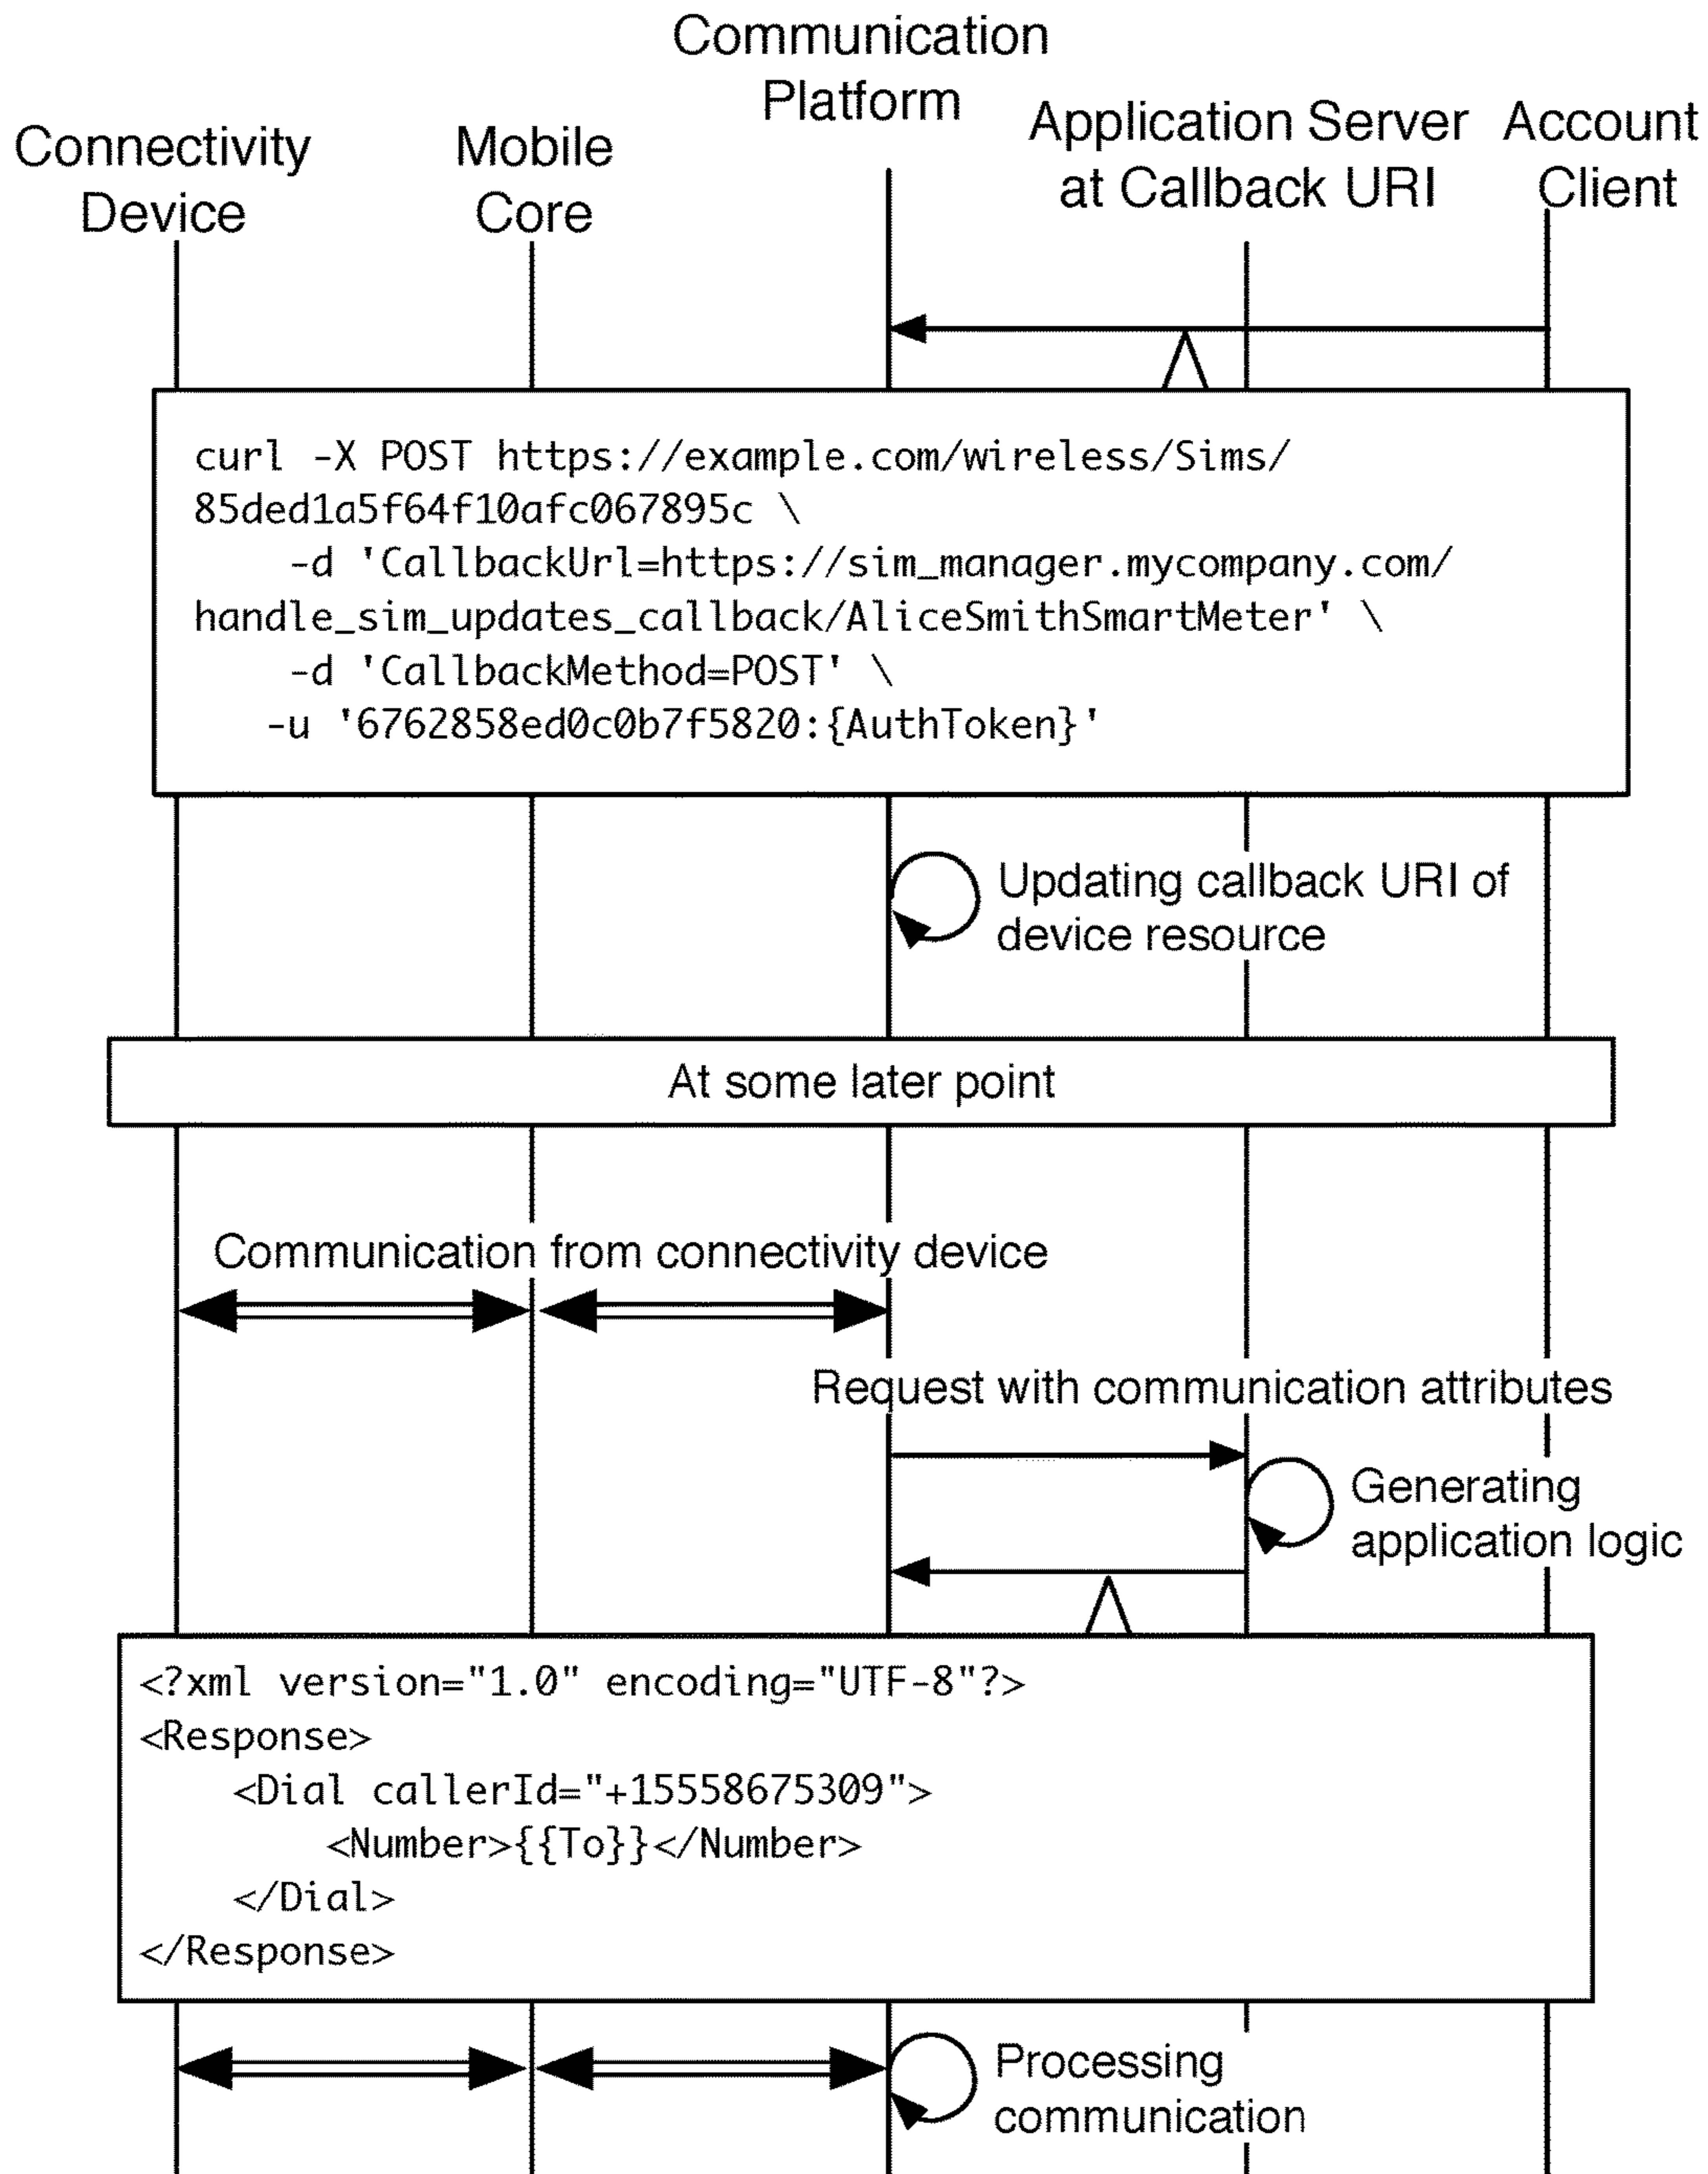 Communication
Platform
Connectivity
Device
Mobile
Core
Application Server
at Callback URI
Account
Client
curl -X POST https://example.com/wireless/Sims/
85ded1a5f64f10afc067895c \
-d 'CallbackUrl=https://sim_manager.mycompany.com/
handle_sim_updates_callback/AliceSmithSmartMeter' \
-d 'CallbackMethod=POST' \
-u '6762858ed0c0b7f5820:{AuthToken}'
Updating callback URI of
device resource
At some later point
Communication from connectivity device
Request with communication attributes
Generating
application logic
<?xml version="1.0" encoding="UTF-8"?>
<Response>
<Dial callerId="+15558675309">
<Number>{{To}}</Number>
</Dial>
</Response>
Processing
communication